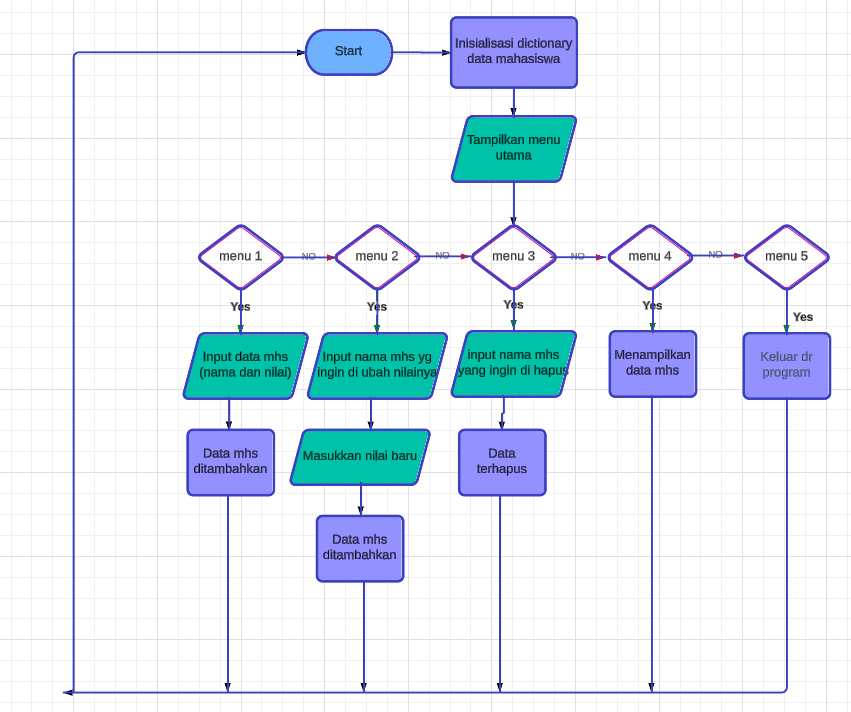 Start
Inisialisasi dictionary
data mahasiswa
Tampilkan menu
utama
menu 1
NO
menu 2
NO
menu 3
NO
menu 4
NO
menu 5
Yes
Yes
Yes
Yes
Yes
Input data mhs
(nama dan nilai)
Input nama mhs yg
ingin di ubah nilainya
input nama mhs
yang ingin di hapus
Menampilkan
data mhs
Keluar dr
program
Data mhs
ditambahkan
Masukkan nilai baru
Data
terhapus
Data mhs
ditambahkan